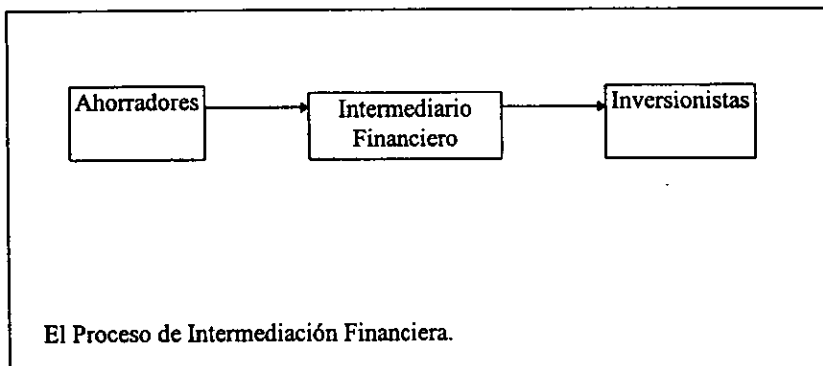 Ahorradores
Intermediario
Financiero
Inversionistas
El Proceso de Intermediación Financiera.